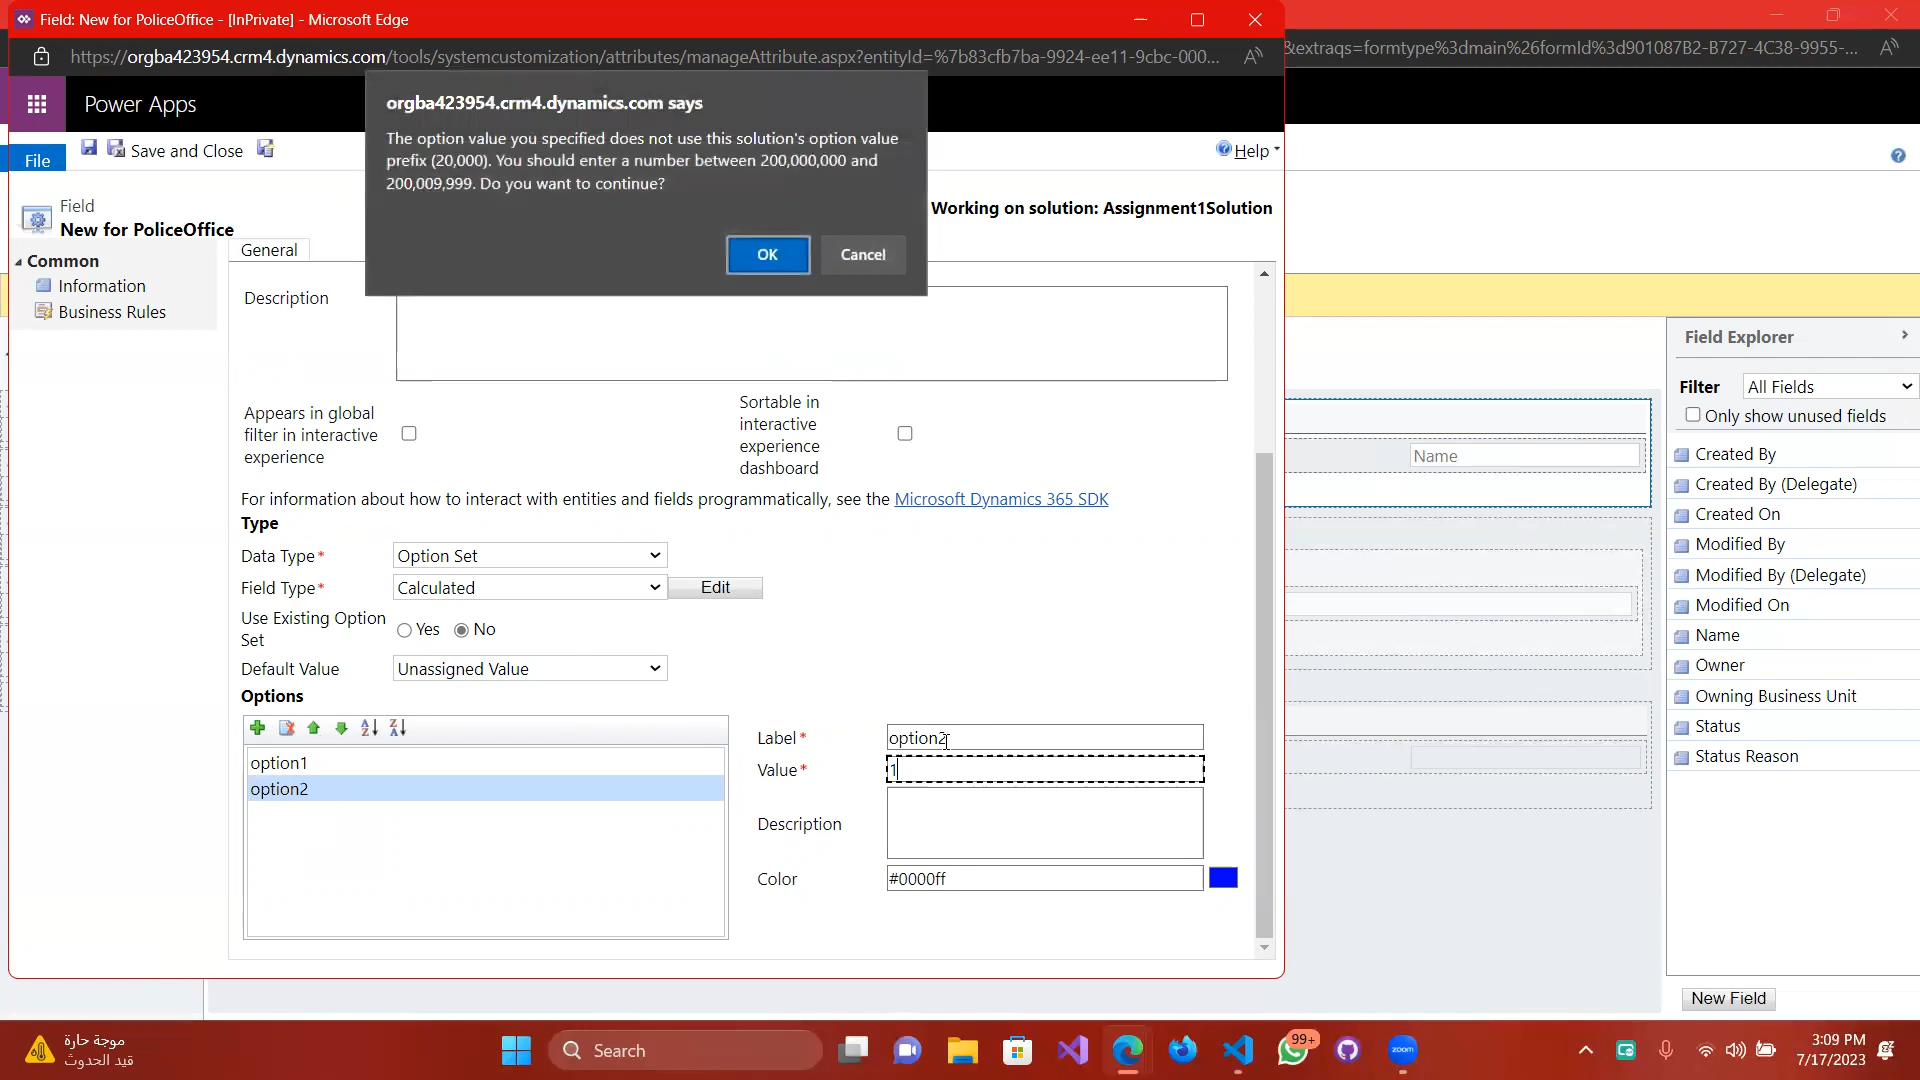 Field: New for PoliceOffice - [InPrivate] - Microsoft Edge
https://orgba423954.crm4.dynamics.com/tools/systemcustomization/attributes/manageAttribute.aspx?entityId=%7b83cfb7ba-9924-ee11-9cbc-000...
&extraqs=formtype%3dmain%26formId%3d901087B2-B727-4C38-9955-...
Power Apps
orgba423954.crm4.dynamics.com says
The option value you specified does not use this solution's option value
prefix (20,000). You should enter a number between 200,000,000 and
200,009,999. Do you want to continue?
OK
Cancel
File
Save and Close
Help
Field
New for PoliceOffice
Working on solution: Assignment1Solution
Common
Information
Business Rules
General
Description
Appears in global
filter in interactive
experience
Sortable in
interactive
experience
dashboard
For information about how to interact with entities and fields programmatically, see the Microsoft Dynamics 365 SDK
Type
Data Type*
Option Set
Field Type*
Calculated
Edit
Use Existing Option
Set
Yes
No
Default Value
Unassigned Value
Options
option1
option2
Label*
option2
Value*
1
Description
Color
#0000ff
Name
Field Explorer
Filter
All Fields
Only show unused fields
Created By
Created By (Delegate)
Created On
Modified By
Modified By (Delegate)
Modified On
Name
Owner
Owning Business Unit
Status
Status Reason
New Field
موجة حارة
قيد الحدوث
Search
99+
zoom
3:09 PM
7/17/2023